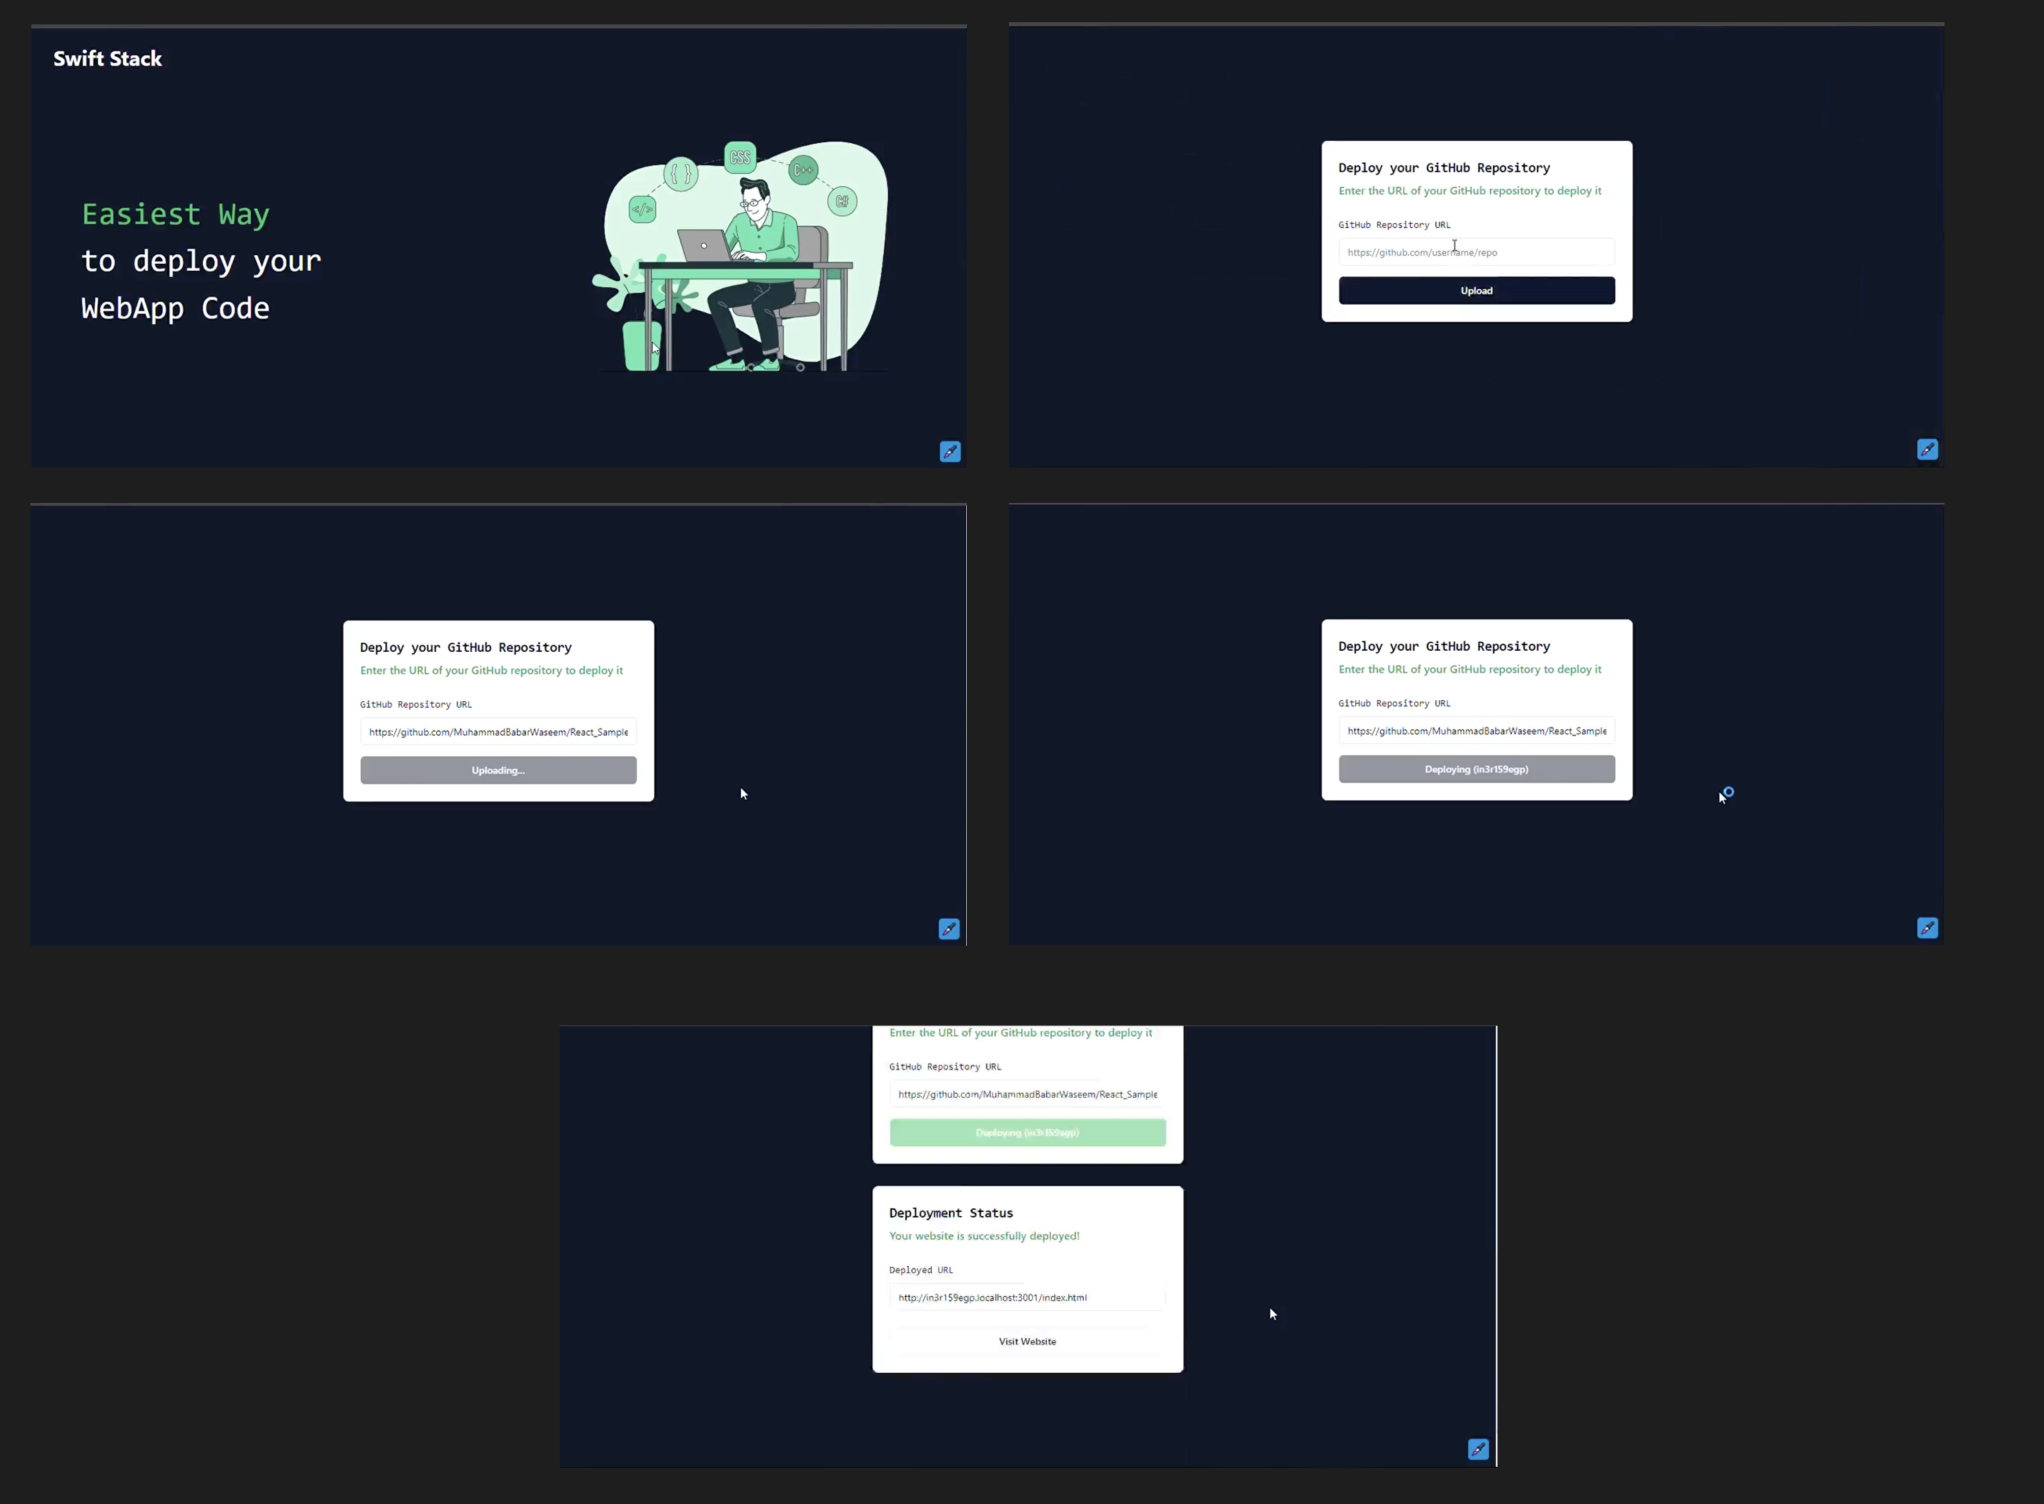 Swift Stack
Easiest Way
to deploy your
WebApp Code
</>
{ }
CSS
C++
C#
Deploy your GitHub Repository
Enter the URL of your GitHub repository to deploy it
GitHub Repository URL
https://github.com/username/repo
Upload
Deploy your GitHub Repository
Enter the URL of your GitHub repository to deploy it
GitHub Repository URL
https://github.com/MuhammadBabarWaseem/React_Sample
Uploading...
Deploy your GitHub Repository
Enter the URL of your GitHub repository to deploy it
GitHub Repository URL
https://github.com/MuhammadBabarWaseem/React_Sample
Deploying (in3r159egp)
Enter the URL of your GitHub repository to deploy it
GitHub Repository URL
https://github.com/MuhammadBabarWaseem/React_Sample
Deploying (in3r159egp)
Deployment Status
Your website is successfully deployed!
Deployed URL
http://in3r159egp.localhost:3001/index.html
Visit Website